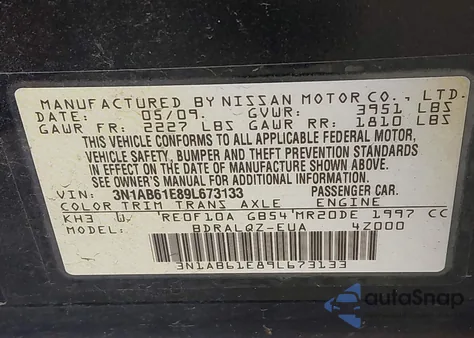 MANUFACTURED BY NISSAN MOTOR CO., LTD.
DATE: 05/09. GVWR: 3951 LBS
GAWR FR: 2227 LBS GAWR RR: 1810 LBS
THIS VEHICLE CONFORMS TO ALL APPLICABLE FEDERAL MOTOR,
VEHICLE SAFETY, BUMPER AND THEFT PREVENTION STANDARDS
IN EFFECT ON THE DATE OF MANUFACTURE SHOWN ABOVE.
SEE OWNER'S MANUAL FOR ADDITIONAL INFORMATION.
VIN: 3N1AB61E89L673133 PASSENGER CAR.
COLOR TRIM TRANS AXLE ENGINE
KH3 W RE0F10A GB54 MR20DE 1997 CC
BDRALQZ-EUA 4Z000
3N1AB61E89L673133
autoSnap